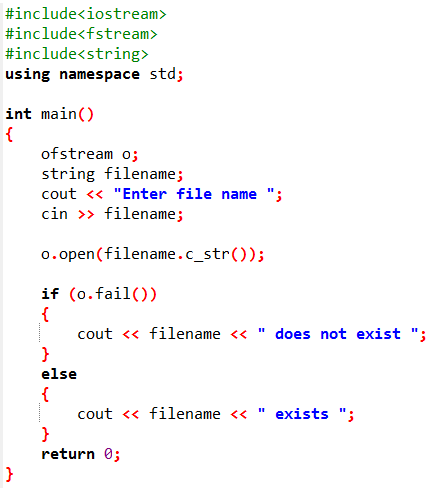 #include<iostream>
#include<fstream>
#include<string>
using namespace std;
int main()
{
ofstream o;
string filename;
cout << "Enter file name ";
cin >> filename;
o.open(filename.c_str());
if (o.fail())
{
cout << filename << " does not exist ";
}
else
{
cout << filename << " exists ";
}
return 0;
}